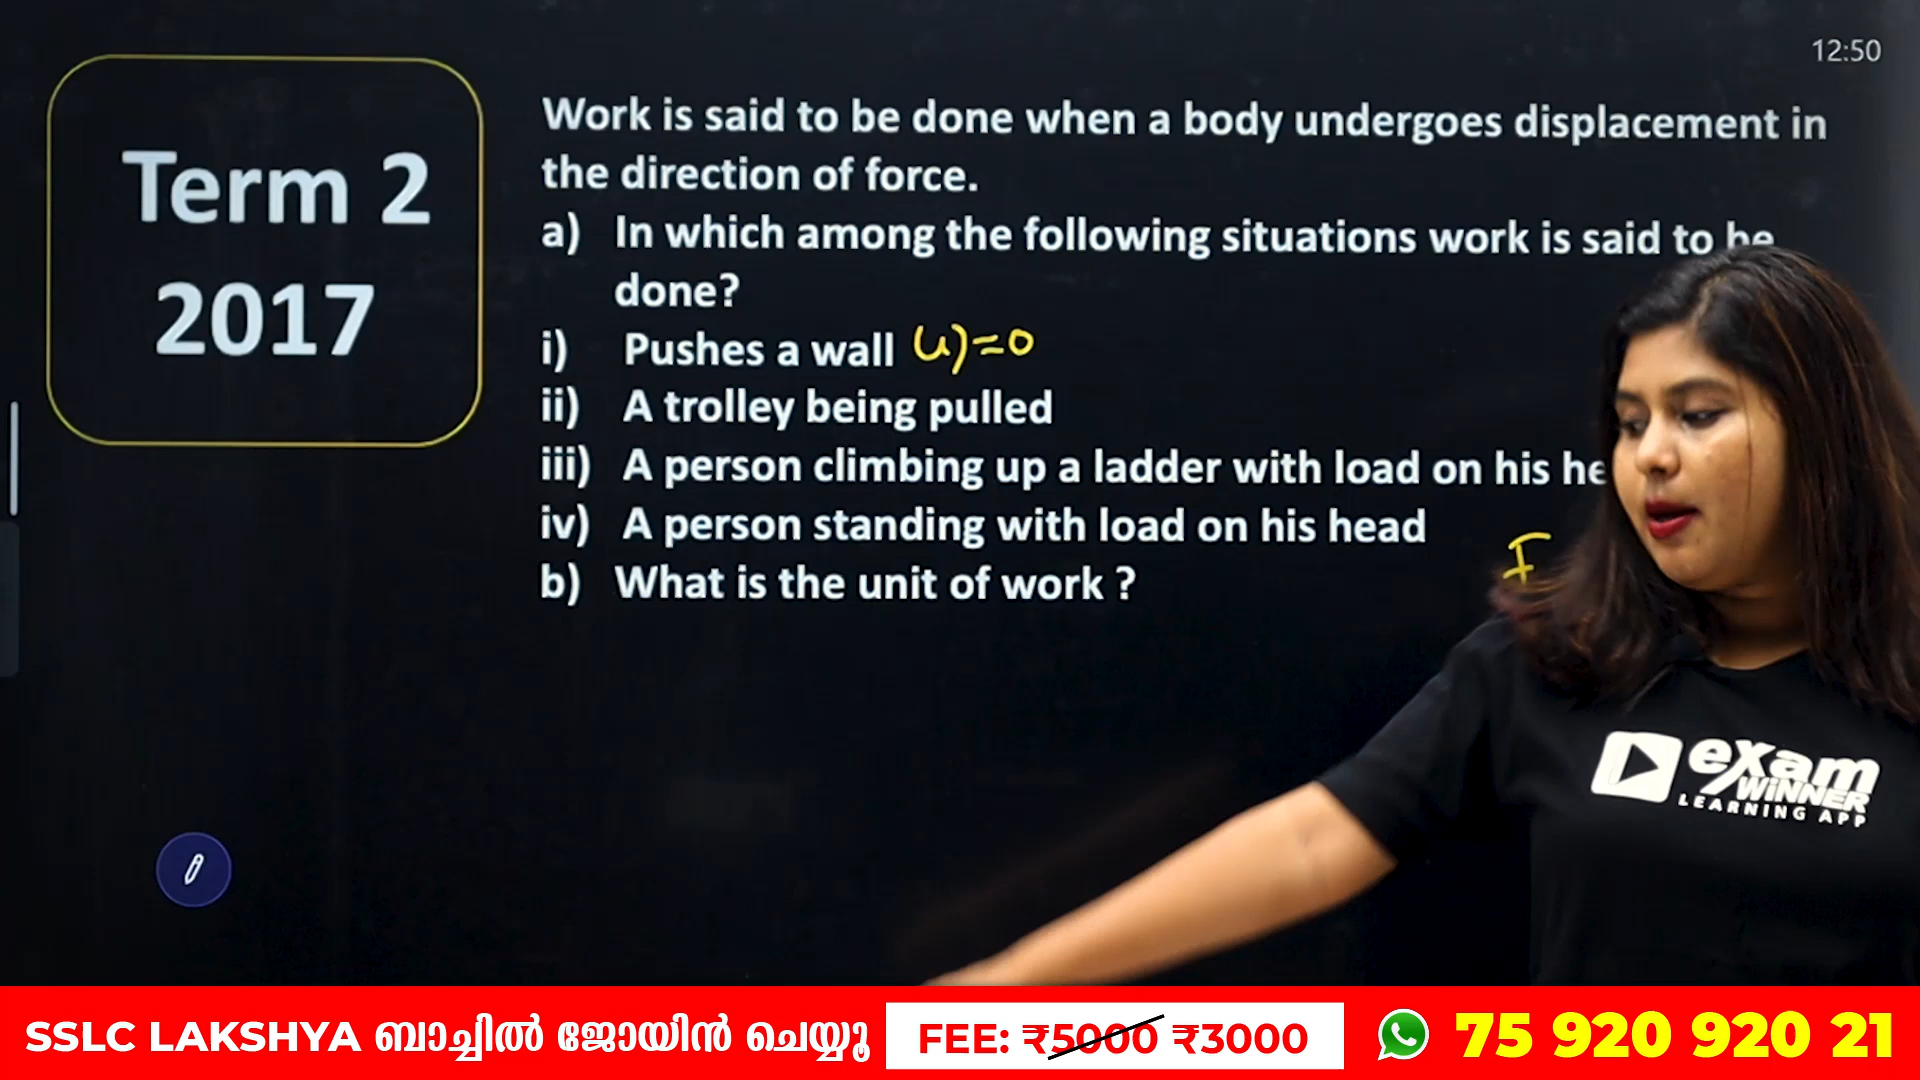 12:50
Term 2
2017
Work is said to be done when a body undergoes displacement in
the direction of force.
a) In which among the following situations work is said to be
done?
i) Pushes a wall W=0
ii) A trolley being pulled
iii) A person climbing up a ladder with load on his
iv) A person standing with load on his head
F
b) What is the unit of work ?
exam
WINNER
LEARNING APP
SSLC LAKSHYA ബാച്ചിൽ ജോയിൻ ചെയ്യൂ
FEE: ₹5000 ₹3000
75 920 920 21